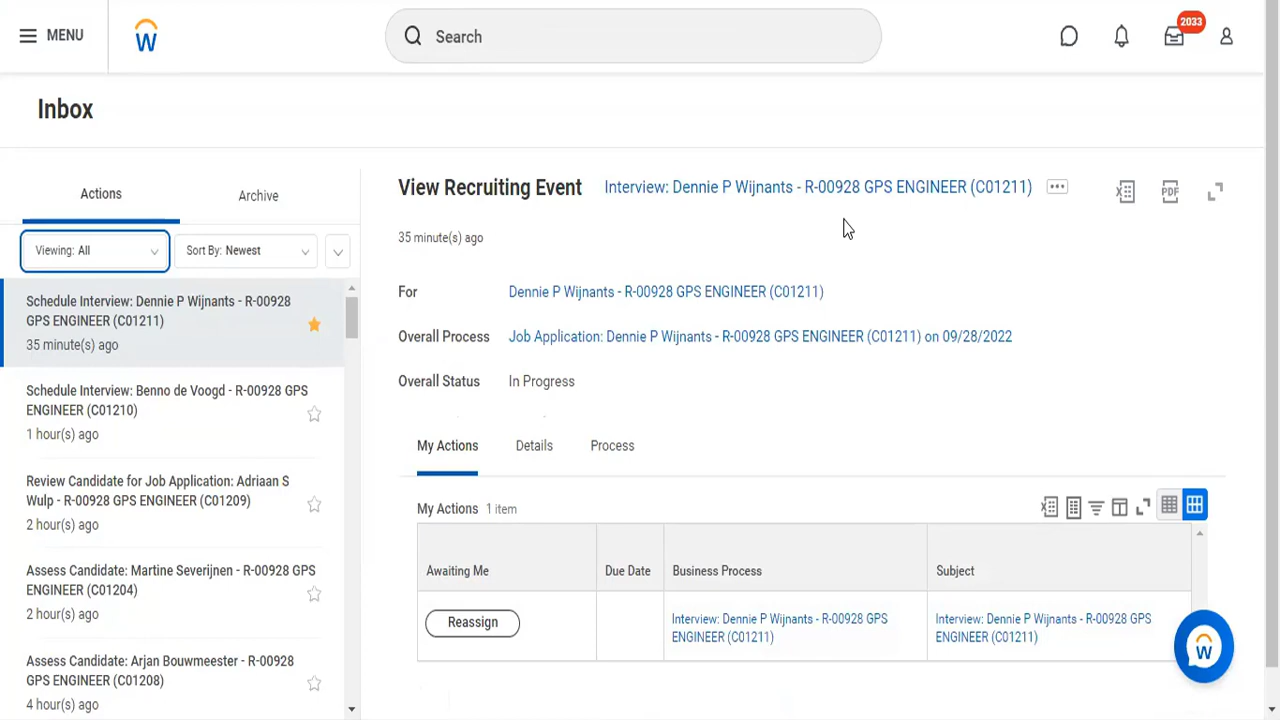 MENU
Search
2033
Inbox
Actions
Archive
Viewing: All
Sort By: Newest
Schedule Interview: Dennie P Wijnants - R-00928
GPS ENGINEER (C01211)
35 minute(s) ago
Schedule Interview: Benno de Voogd - R-00928 GPS
ENGINEER (C01210)
1 hour(s) ago
Review Candidate for Job Application: Adriaan S
Wulp - R-00928 GPS ENGINEER (C01209)
2 hour(s) ago
Assess Candidate: Martine Severijnen - R-00928 GPS
ENGINEER (C01204)
2 hour(s) ago
Assess Candidate: Arjan Bouwmeester - R-00928
GPS ENGINEER (C01208)
4 hour(s) ago
View Recruiting Event
Interview: Dennie P Wijnants - R-00928 GPS ENGINEER (C01211)
PDF
35 minute(s) ago
For
Dennie P Wijnants - R-00928 GPS ENGINEER (C01211)
Overall Process
Job Application: Dennie P Wijnants - R-00928 GPS ENGINEER (C01211) on 09/28/2022
Overall Status
In Progress
My Actions
Details
Process
My Actions 1 item
Awaiting Me
Due Date
Business Process
Subject
Reassign
Interview: Dennie P Wijnants - R-00928 GPS
ENGINEER (C01211)
Interview: Dennie P Wijnants - R-00928 GPS
ENGINEER (C01211)